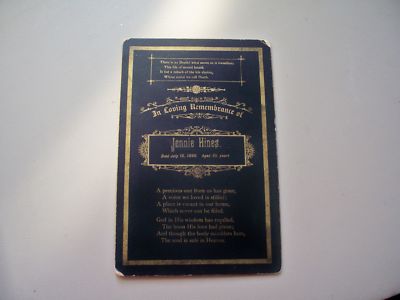 There is no Death! what seems so is transition;
This life of mortal breath
Is but a suburb of the life elysian,
Whose portal we call Death.
In Loving Remembrance of
Jennie Hines.
Died July 15, 1899. Aged
A precious one from us has gone,
A voice we loved is stilled;
A place is vacant in our home,
Which never can be filled.
God in His wisdom has recalled,
The boon His love had given;
And though the body moulders here,
The soul is safe in Heaven.